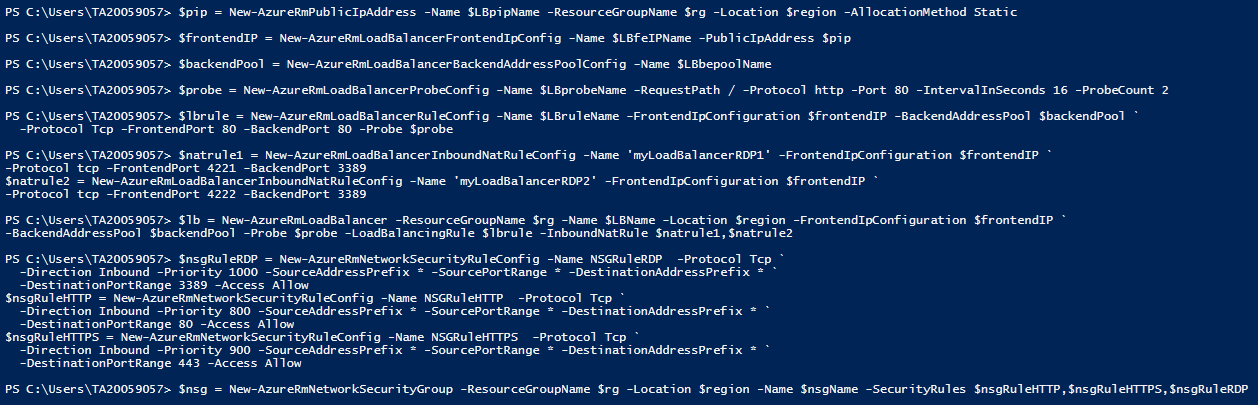 PS C:\Users\TA20059057> $pip = New-AzureRmPublicIpAddress -Name $LBpipName -ResourceGroupName $rg -Location $region -AllocationMethod Static
PS C:\Users\TA20059057> $frontendIP = New-AzureRmLoadBalancerFrontendIpConfig -Name $LBfeIPName -PublicIpAddress $pip
PS C:\Users\TA20059057> $backendPool = New-AzureRmLoadBalancerBackendAddressPoolConfig -Name $LBbepoolName
PS C:\Users\TA20059057> $probe = New-AzureRmLoadBalancerProbeConfig -Name $LBprobeName -RequestPath / -Protocol http -Port 80 -IntervalInSeconds 16 -ProbeCount 2
PS C:\Users\TA20059057> $lbrule = New-AzureRmLoadBalancerRuleConfig -Name $LBruleName -FrontendIpConfiguration $frontendIP -BackendAddressPool $backendPool `
  -Protocol Tcp -FrontendPort 80 -BackendPort 80 -Probe $probe
PS C:\Users\TA20059057> $natrule1 = New-AzureRmLoadBalancerInboundNatRuleConfig -Name 'myLoadBalancerRDP1' -FrontendIpConfiguration $frontendIP `
-Protocol tcp -FrontendPort 4221 -BackendPort 3389
$natrule2 = New-AzureRmLoadBalancerInboundNatRuleConfig -Name 'myLoadBalancerRDP2' -FrontendIpConfiguration $frontendIP `
-Protocol tcp -FrontendPort 4222 -BackendPort 3389
PS C:\Users\TA20059057> $lb = New-AzureRmLoadBalancer -ResourceGroupName $rg -Name $LBName -Location $region -FrontendIpConfiguration $frontendIP `
-BackendAddressPool $backendPool -Probe $probe -LoadBalancingRule $lbrule -InboundNatRule $natrule1,$natrule2
PS C:\Users\TA20059057> $nsgRuleRDP = New-AzureRmNetworkSecurityRuleConfig -Name NSGRuleRDP  -Protocol Tcp `
  -Direction Inbound -Priority 1000 -SourceAddressPrefix * -SourcePortRange * -DestinationAddressPrefix * `
  -DestinationPortRange 3389 -Access Allow
$nsgRuleHTTP = New-AzureRmNetworkSecurityRuleConfig -Name NSGRuleHTTP  -Protocol Tcp `
  -Direction Inbound -Priority 800 -SourceAddressPrefix * -SourcePortRange * -DestinationAddressPrefix * `
  -DestinationPortRange 80 -Access Allow
$nsgRuleHTTPS = New-AzureRmNetworkSecurityRuleConfig -Name NSGRuleHTTPS  -Protocol Tcp `
  -Direction Inbound -Priority 900 -SourceAddressPrefix * -SourcePortRange * -DestinationAddressPrefix * `
  -DestinationPortRange 443 -Access Allow
PS C:\Users\TA20059057> $nsg = New-AzureRmNetworkSecurityGroup -ResourceGroupName $rg -Location $region -Name $nsgName -SecurityRules $nsgRuleHTTP,$nsgRuleHTTPS,$nsgRuleRDP